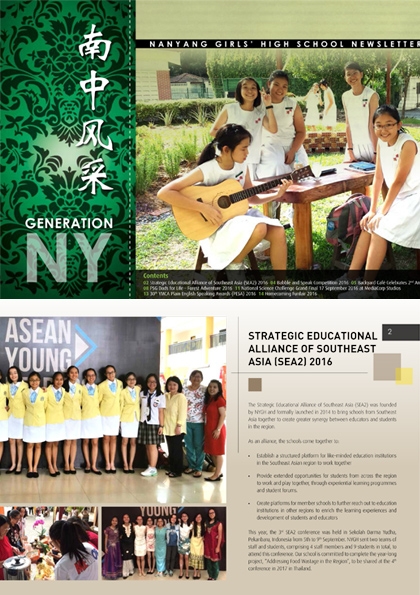 南中风采
GENERATION
NY
NANYANG GIRLS' HIGH SCHOOL NEWSLETTER
Contents
02 Strategic Educational Alliance of Southeast Asia (SEA2) 2016 04 Babble and Speak Competition 2016 05 Backyard Café Celebrates 2nd
08 PSG Dads for Life - Forest Adventure 2016 11 National Science Challenge Grand Final 17 September 2016 at MediaCorp Studios
13 30th YMCA Plain English Speaking Awards (PESA) 2016 14 Homecoming Funfair 2016
ASEAN
YOUNG
2
STRATEGIC EDUCATIONAL
ALLIANCE OF SOUTHEAST
ASIA (SEA2) 2016
The Strategic Educational Alliance of Southeast Asia (SEA2) was founded
by NYGH and formally launched in 2014 to bring schools from Southeast
Asia together to create greater synergy between educators and students
in the region.
As an alliance, the schools come together to:
• Establish a structured platform for like-minded education institutions
in the Southeast Asian region to work together
• Provide extended opportunities for students from across the region
to work and play together, through experiential learning programmes
and student forums.
• Create platforms for member schools to further reach out to education
institutions in other regions to enrich the learning experiences and
development of students and educators
This year, the 3rd SEA2 conference was held in Sekolah Darma Yudha,
Pekanbaru, Indonesia from 5th to 9th September. NYGH sent two teams of
staff and students, comprising 4 staff members and 9 students in total, to
attend this conference. Our school is committed to complete the year-long
project, "Addressing Food Wastage in the Region", to be shared at the 4th
conference in 2017 in Thailand.
YOUNG